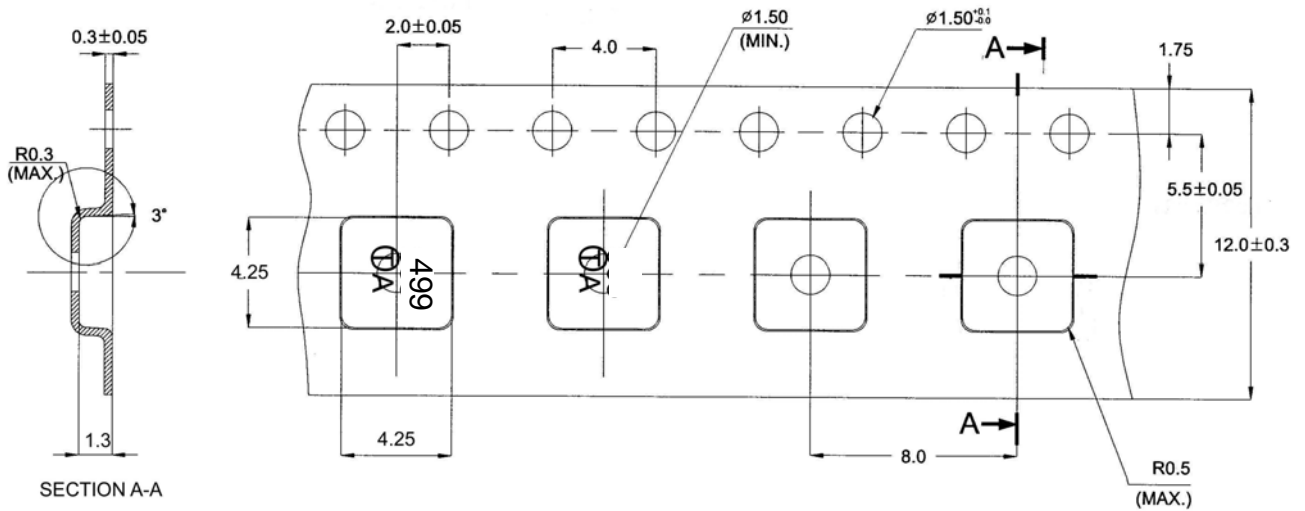 0.3±0.05
2.0±0.05
4.0
ø1.50
(MIN.)
ø1.50 +0.1 -0.0
A
1.75
R0.3
(MAX.)
3°
5.5±0.05
12.0±0.3
4.25
499
A
A
1.3
4.25
8.0
A
R0.5
(MAX.)
SECTION A-A